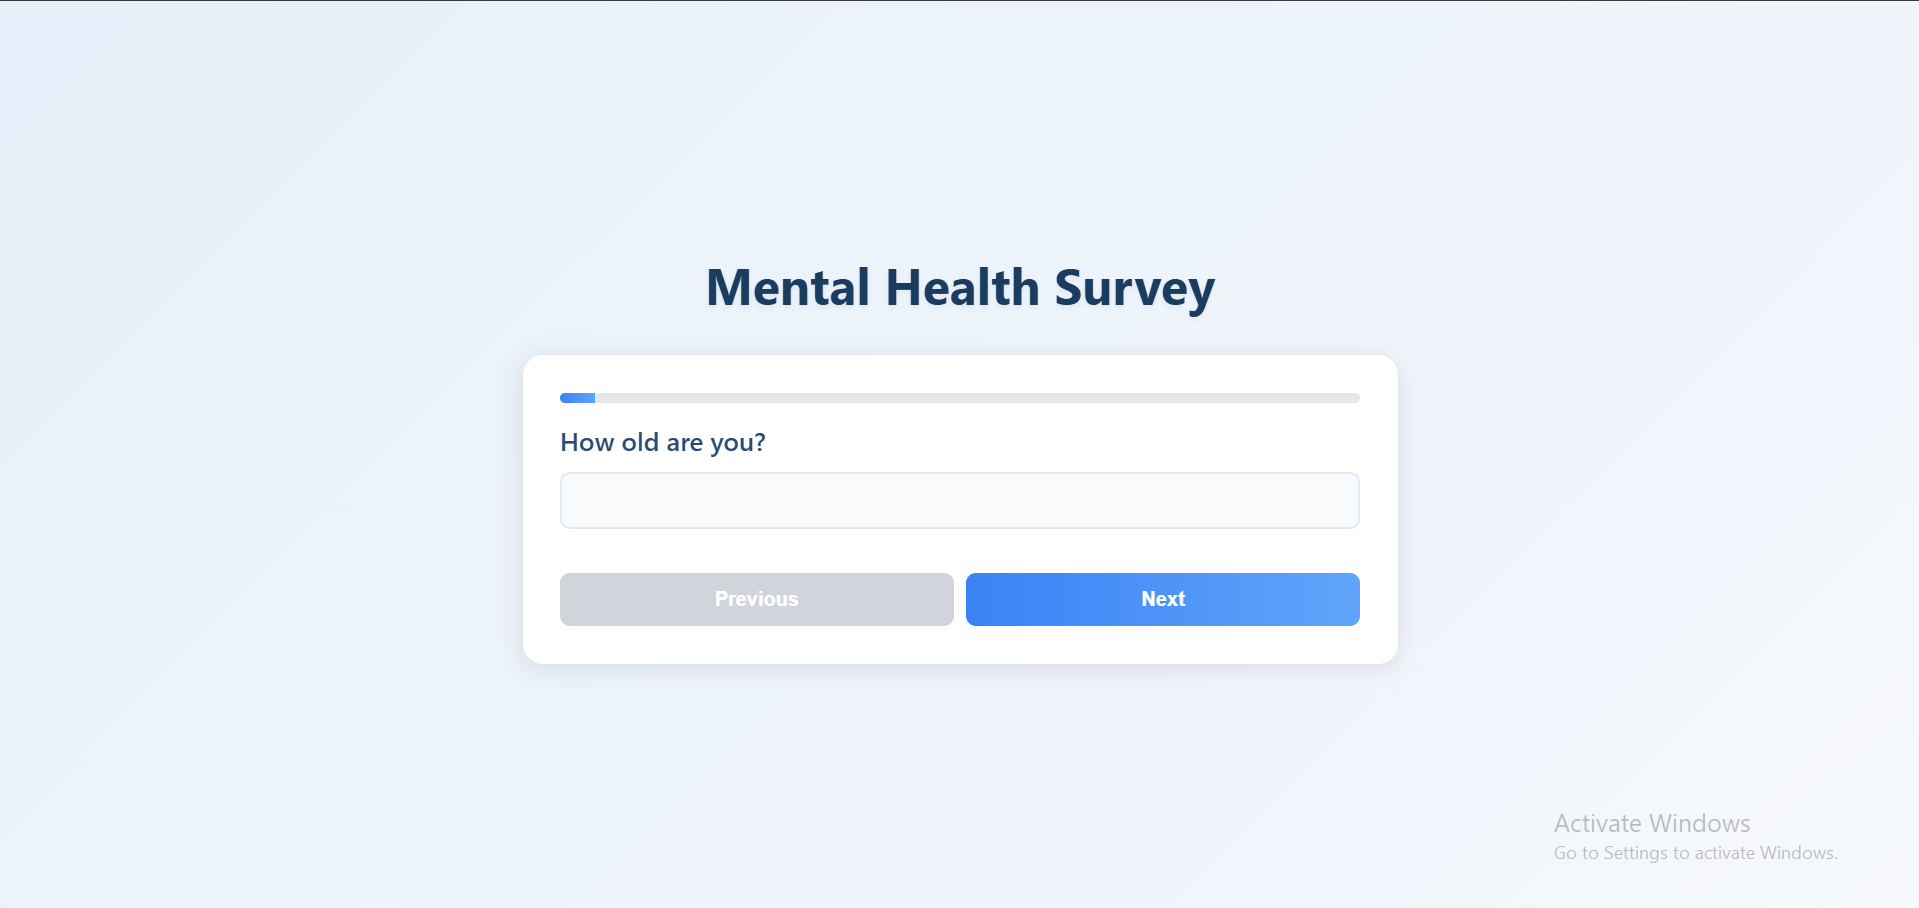 Mental Health Survey
How old are you?
Previous
Next
Activate Windows
Go to Settings to activate Windows.